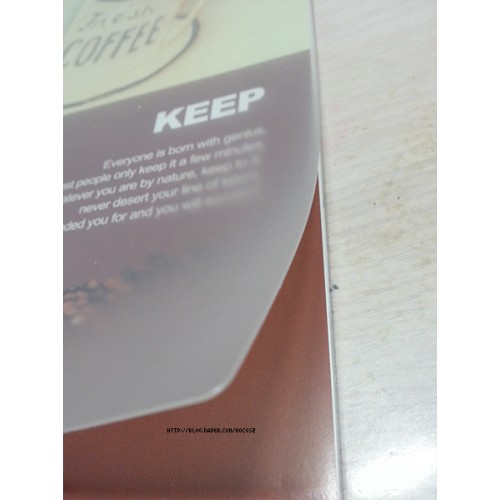 Fresh
COFFEE
KEEP
Everyone is born with genius,
people only keep it a few minutes.
you are by nature, keep to it
never desert your line of talent
you for and you will
HTTP://BLOG.NAVER.COM/